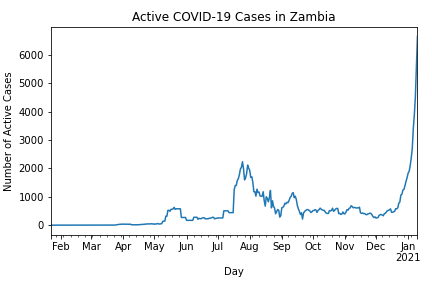 Active COVID-19 Cases in Zambia
Number of Active Cases
6000
5000
4000
3000
2000
1000
0
Feb Mar Apr May Jun Jul Aug Sep Oct Nov Dec Jan
2021
Day